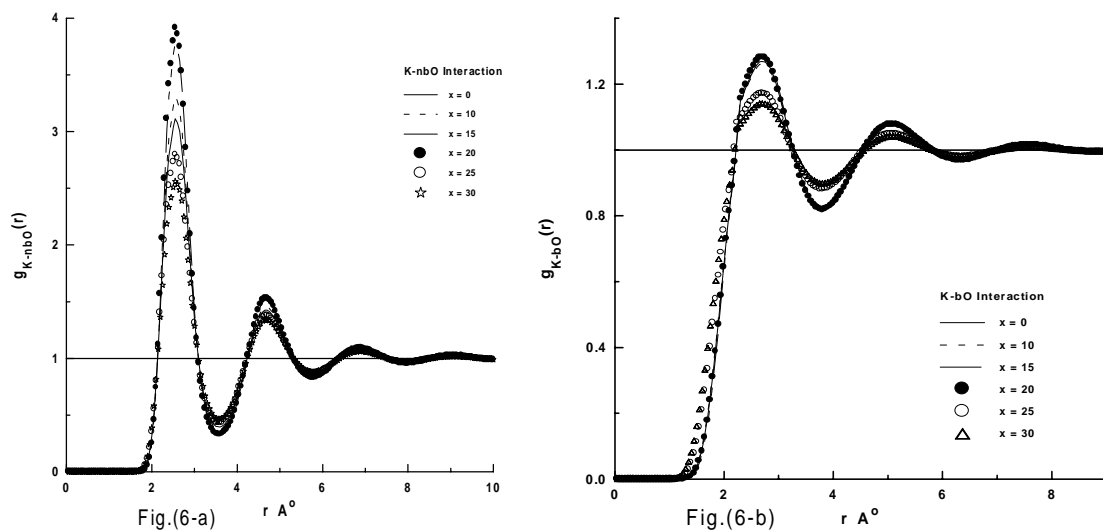 4
3
2
1
0
g K-nbO (r)
K-nbO Interaction
x = 0
x = 10
x = 15
x = 20
x = 25
x = 30
0 2 4 6 8 10
Fig.(6-a)
r A°
1.2
0.8
0.4
0.0
g K-bO (r)
K-bO Interaction
x = 0
x = 10
x = 15
x = 20
x = 25
x = 30
0 2 4 6 8
Fig.(6-b)
r A°